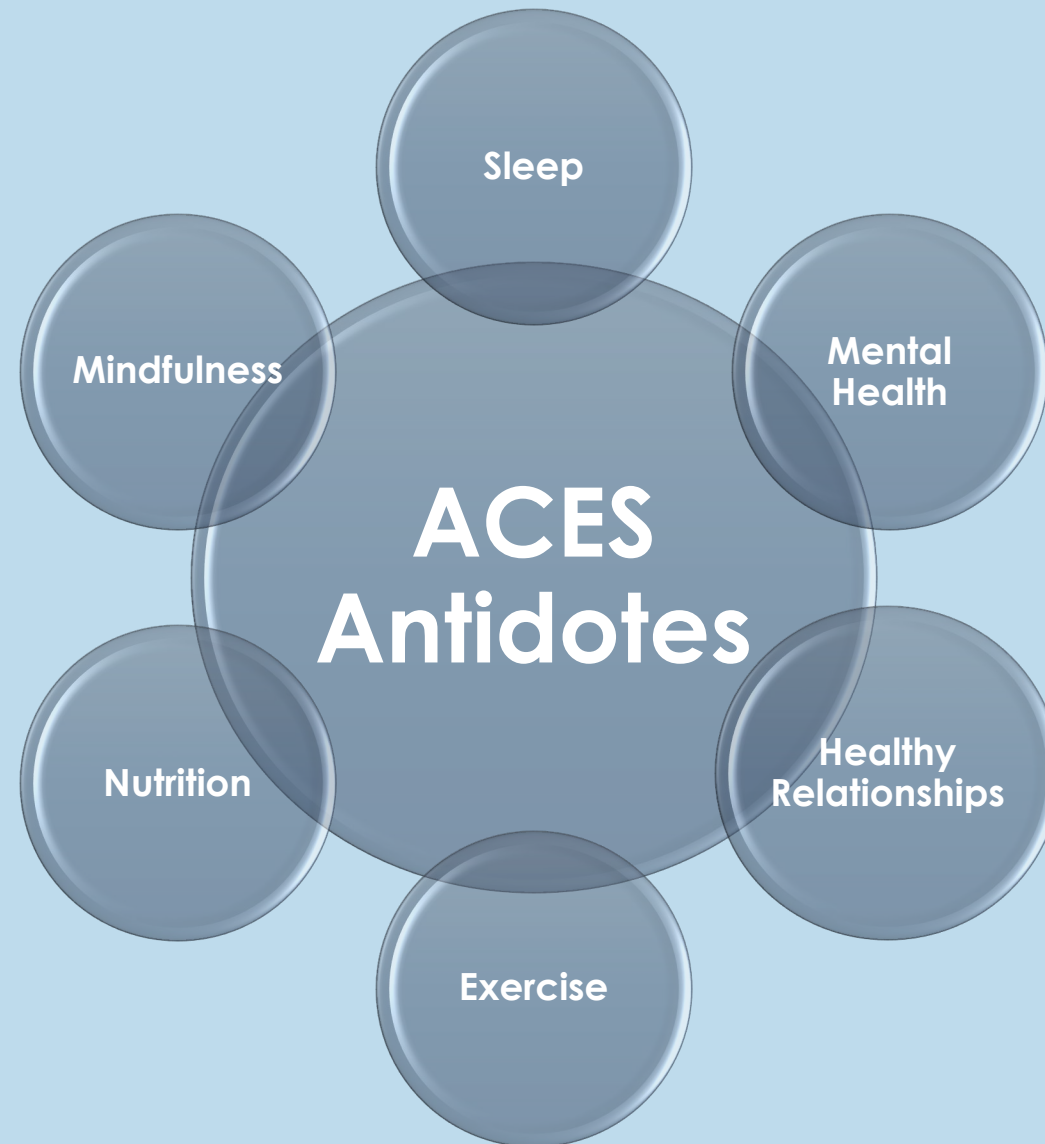 Sleep
Mindfulness
Mental
Health
ACES
Antidotes
Nutrition
Healthy
Relationships
Exercise